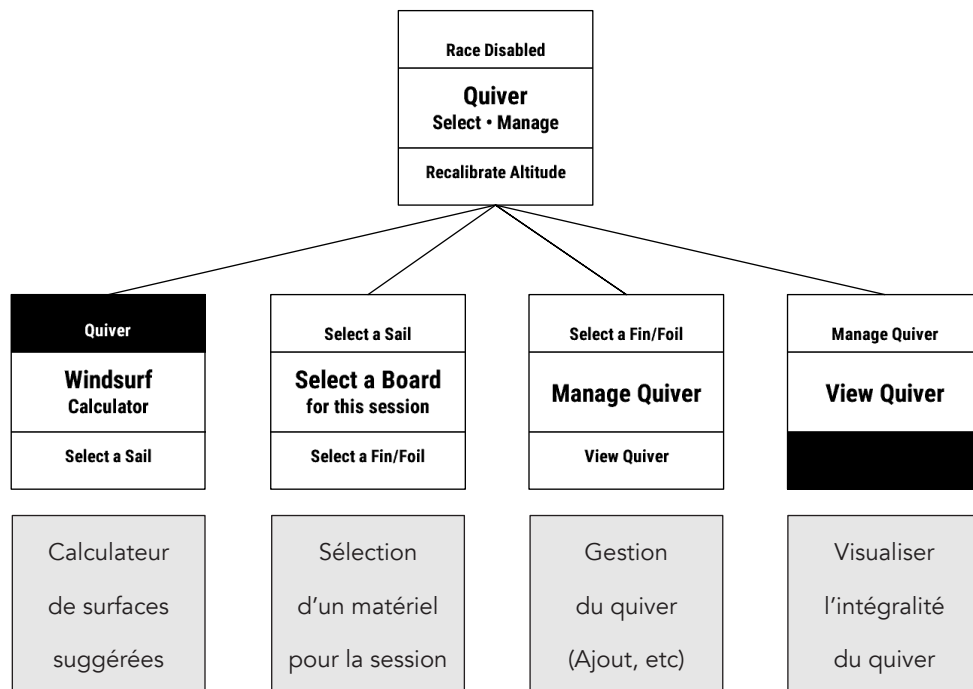 Race Disabled
Quiver
Select • Manage
Recalibrate Altitude
Quiver
Windsurf
Calculator
Select a Sail
Select a Sail
Select a Board
for this session
Select a Fin/Foil
Select a Fin/Foil
Manage Quiver
View Quiver
Manage Quiver
View Quiver
Calculateur
de surfaces
suggérées
Sélection
d’un matériel
pour la session
Gestion
du quiver
(Ajout, etc)
Visualiser
l’intégralité
du quiver